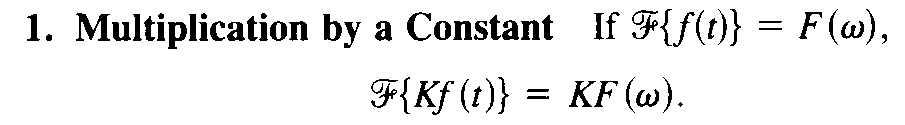 1. Multiplication by a Constant If ℱ{f(t)} = F(ω),
ℱ{Kf(t)} = KF(ω).